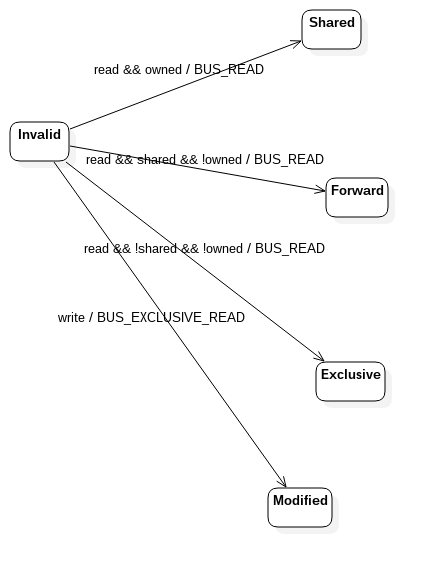 Shared
read && owned / BUS_READ
Invalid
read && shared && !owned / BUS_READ
Forward
read && !shared && !owned / BUS_READ
write / BUS_EXCLUSIVE_READ
Exclusive
Modified